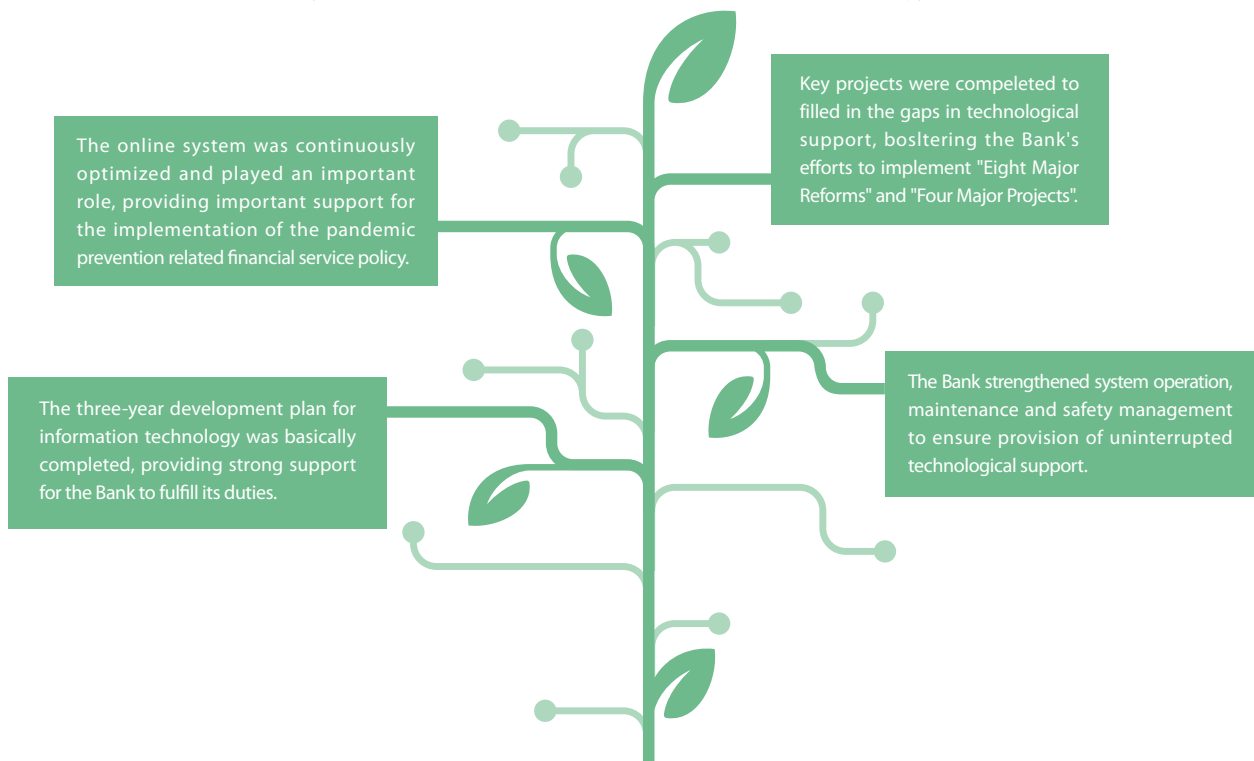 The online system was continuously
optimized and played an important
role, providing important support for
the implementation of the pandemic
prevention related financial service policy.
Key projects were compeleted to
filled in the gaps in technological
support, bosltering the Bank's
efforts to implement "Eight Major
Reforms" and "Four Major Projects".
The three-year development plan for
information technology was basically
completed, providing strong support
for the Bank to fulfill its duties.
The Bank strengthened system operation,
maintenance and safety management
to ensure provision of uninterrupted
technological support.